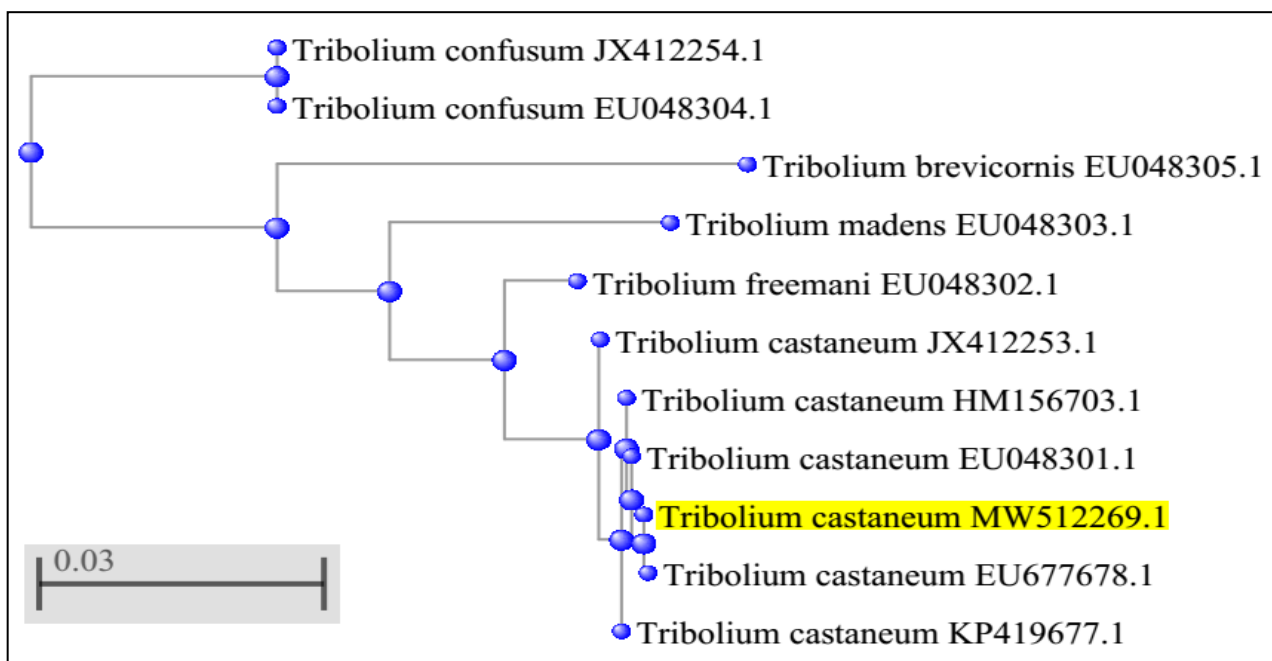 Tribolium confusum JX412254.1
Tribolium confusum EU048304.1
Tribolium brevicornis EU048305.1
Tribolium madens EU048303.1
Tribolium freemani EU048302.1
Tribolium castaneum JX412253.1
Tribolium castaneum HM156703.1
Tribolium castaneum EU048301.1
Tribolium castaneum MW512269.1
Tribolium castaneum EU677678.1
Tribolium castaneum KP419677.1
0.03